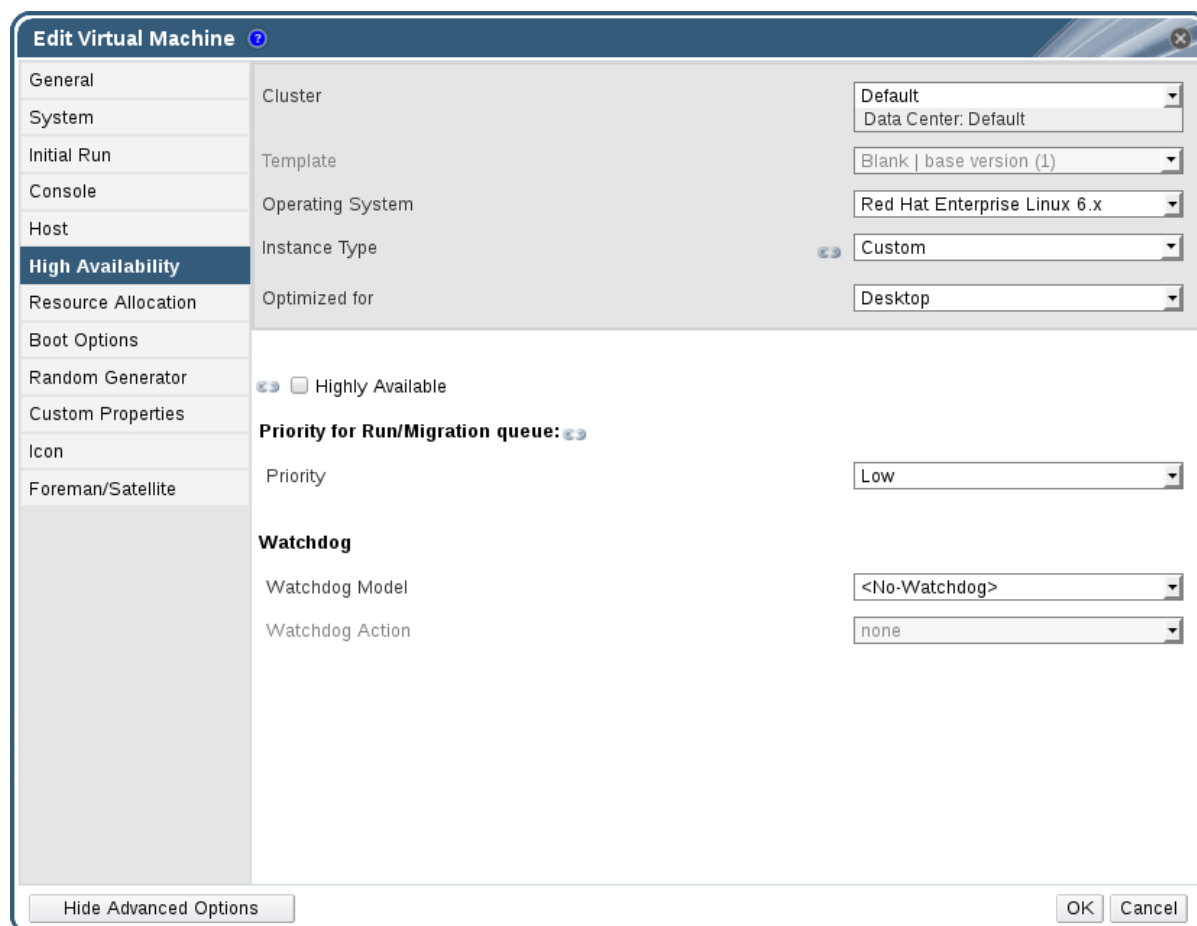 Edit Virtual Machine ?
General
System
Initial Run
Console
Host
High Availability
Resource Allocation
Boot Options
Random Generator
Custom Properties
Icon
Foreman/Satellite
Cluster Default
Data Center: Default
Template Blank | base version (1)
Operating System Red Hat Enterprise Linux 6.x
Instance Type Custom
Optimized for Desktop
Highly Available
Priority for Run/Migration queue:
Priority Low
Watchdog
Watchdog Model <No-Watchdog>
Watchdog Action none
Hide Advanced Options OK Cancel